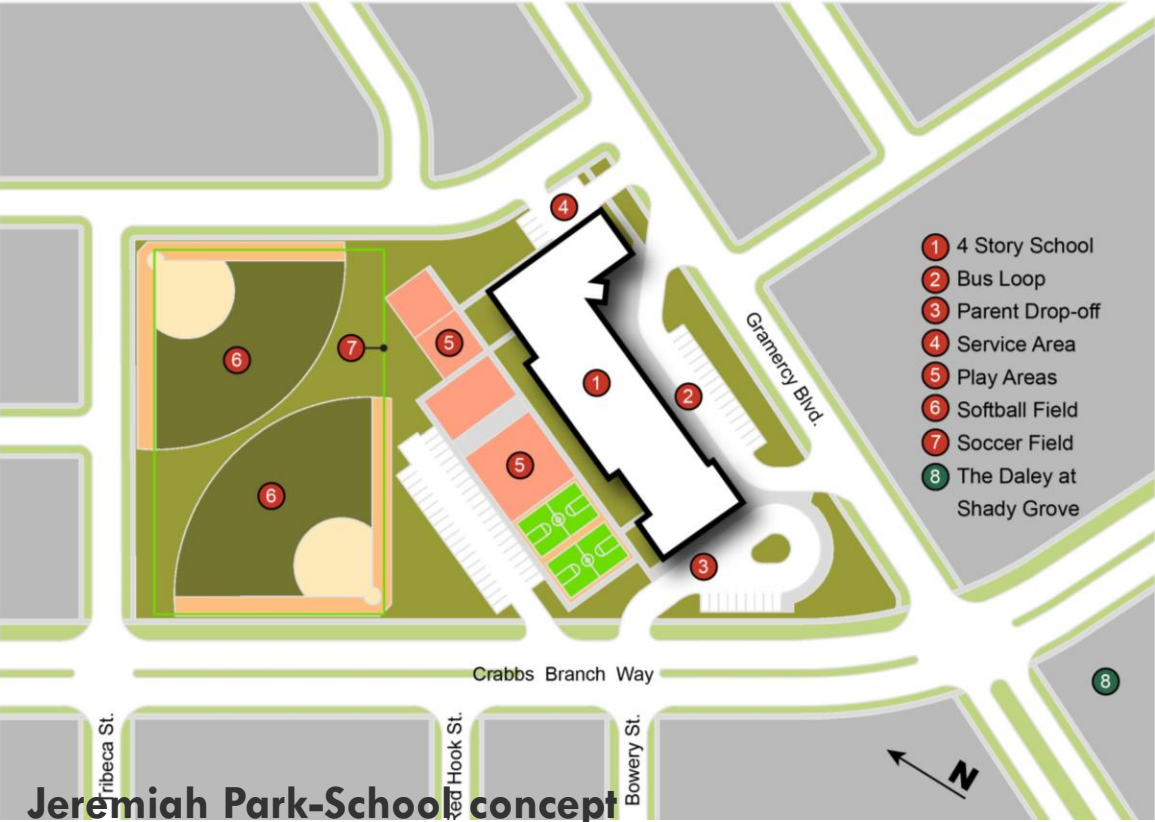 4
7
5
6
1
2
6
5
3
8
1 4 Story School
2 Bus Loop
3 Parent Drop-off
4 Service Area
5 Play Areas
6 Softball Field
7 Soccer Field
8 The Daley at
Shady Grove
Gramercy Blvd.
Crabbs Branch Way
Tribeca St.
Red Hook St.
Bowery St.
N
Jeremiah Park-School concept